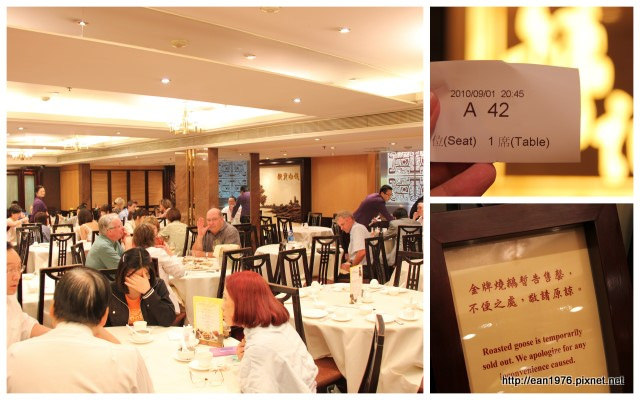 2010/09/01 20:45
A 42
位(Seat) 1 席(Table)
金牌燒鵝暫告售罄，
不便之處，敬請原諒。
Roasted goose is temporarily
sold out. We apologize for any
inconvenience caused.
http://ean1976.pixnet.net